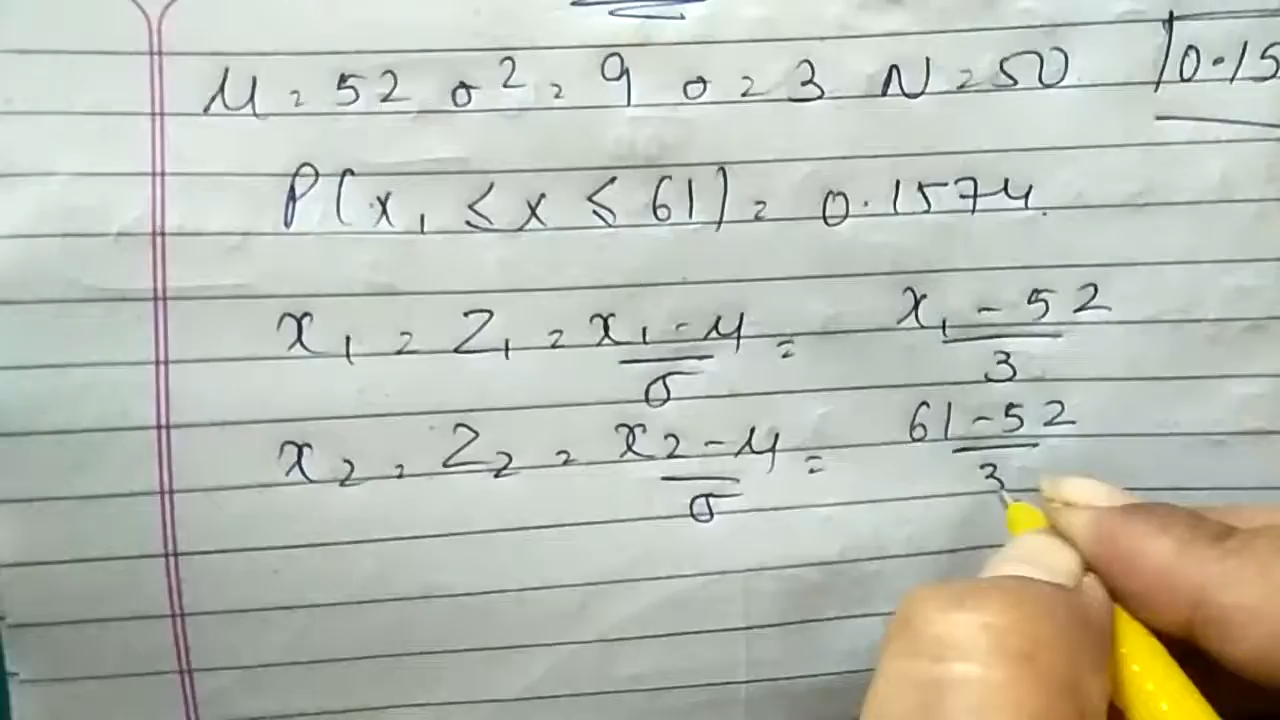 μ = 52 σ² = 9 σ = 3 N = 50 0.15
P(x₁ ≤ x ≤ 61) = 0.1574
x₁ = Z₁ = x₁ - μ / σ = x₁ - 52 / 3
x₂ = Z₂ = x₂ - μ / σ = 61 - 52 / 3